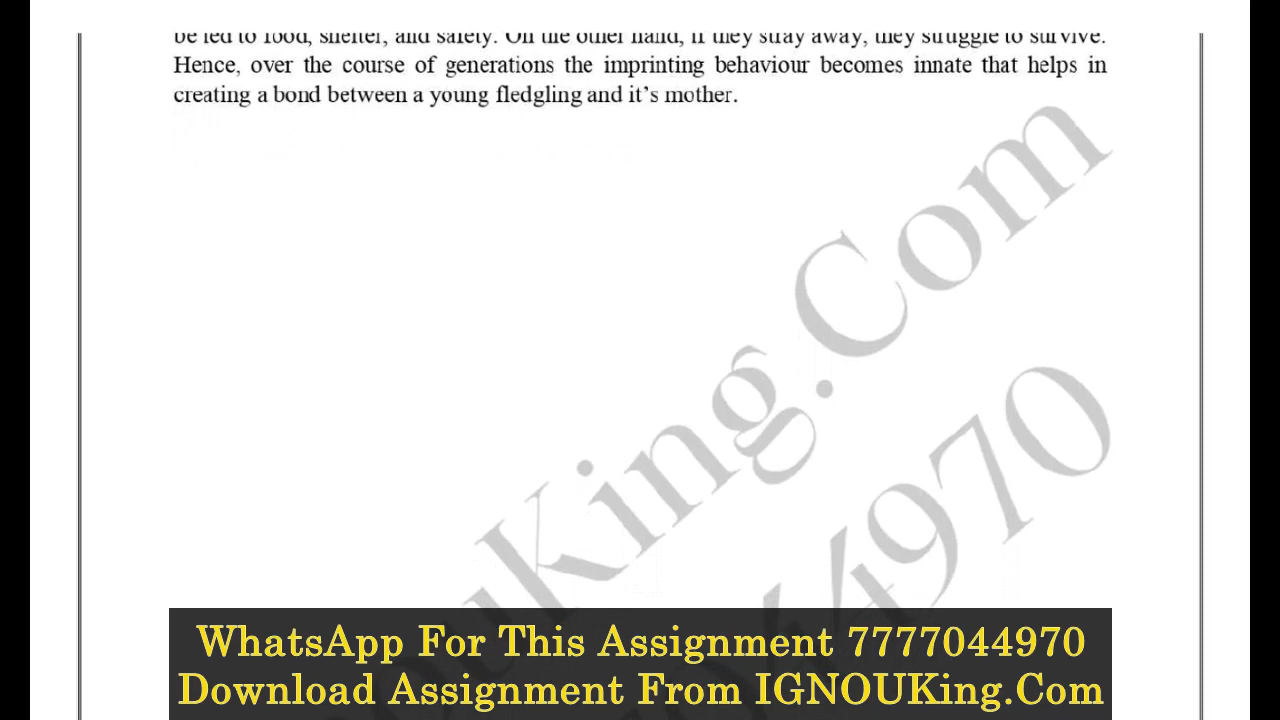 be led to food, shelter, and safety. On the other hand, if they stray away, they struggle to survive.
Hence, over the course of generations the imprinting behaviour becomes innate that helps in
creating a bond between a young fledgling and it's mother.
ouKing.Com
044970
WhatsApp For This Assignment 7777044970
Download Assignment From IGNOUKing.Com